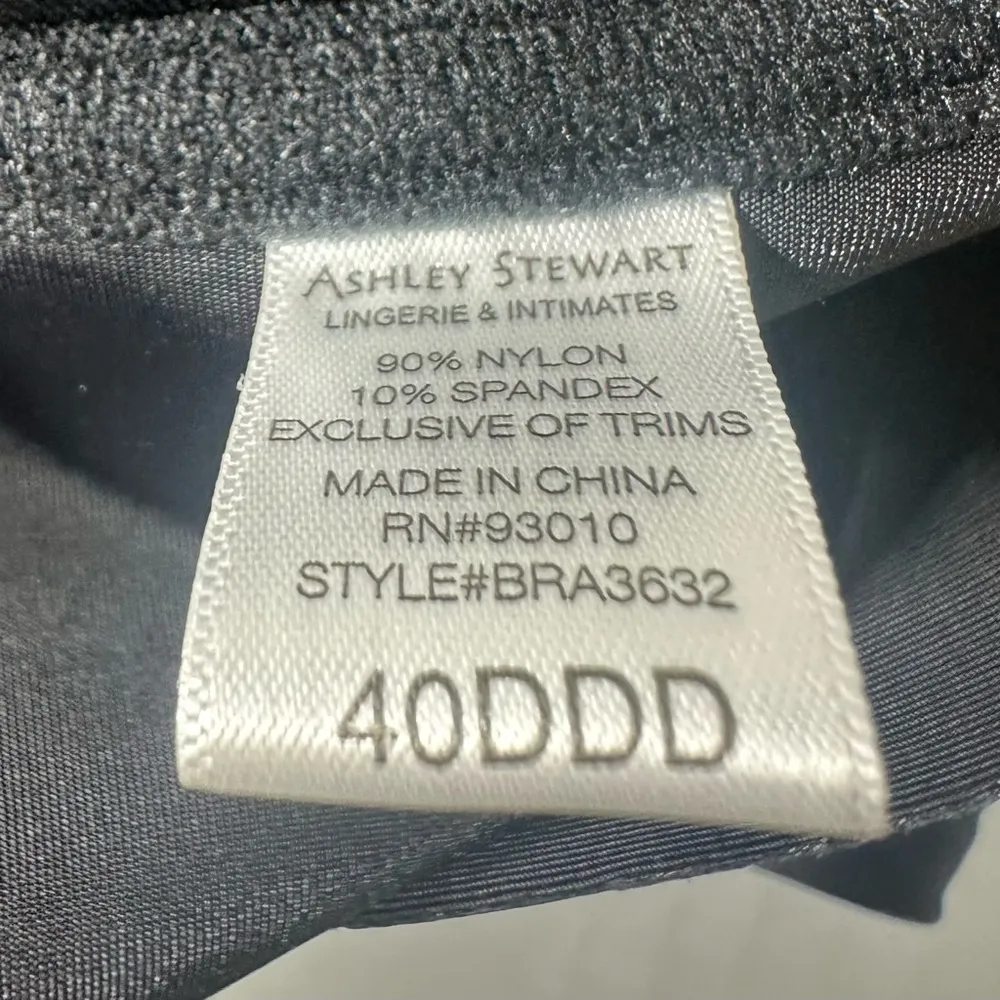 ASHLEY STEWART
LINGERIE & INTIMATES
90% NYLON
10% SPANDEX
EXCLUSIVE OF TRIMS
MADE IN CHINA
RN#93010
STYLE#BRA3632
40DDD